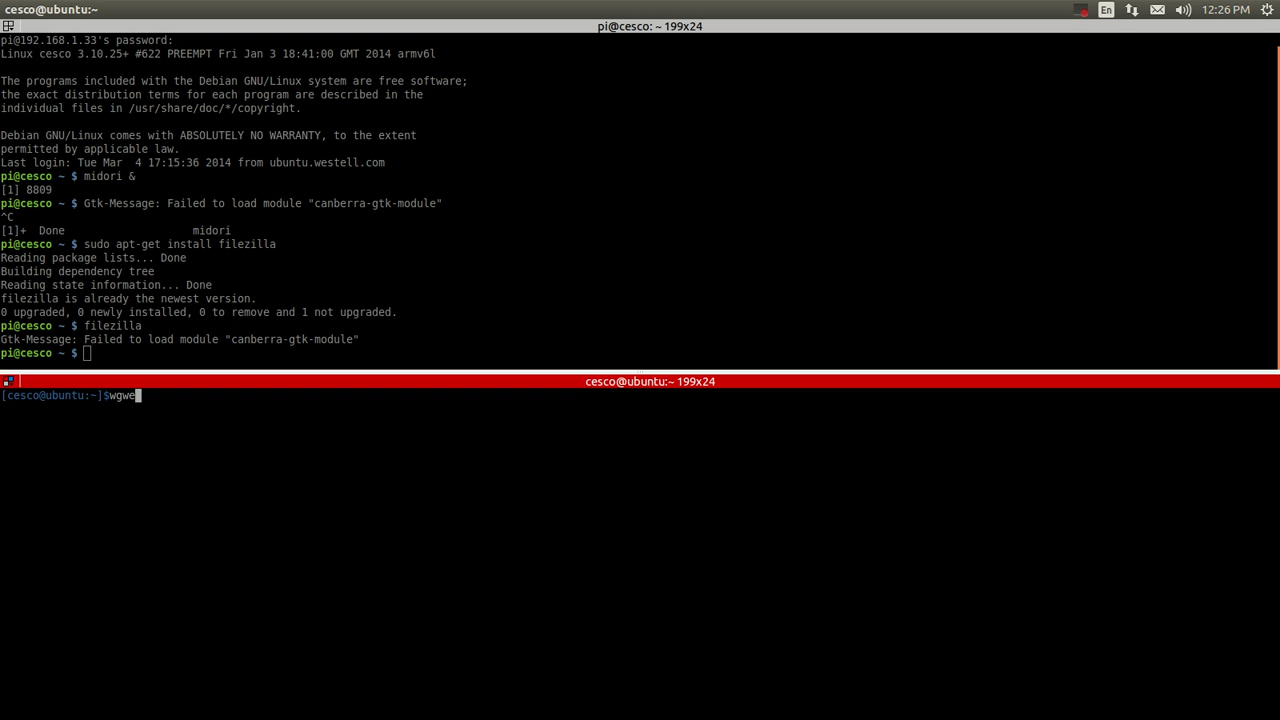 cesco@ubuntu:~
En
12:26 PM
pi@cesco: ~ 199x24
pi@192.168.1.33's password:
Linux cesco 3.10.25+ #622 PREEMPT Fri Jan 3 18:41:00 GMT 2014 armv6l
The programs included with the Debian GNU/Linux system are free software;
the exact distribution terms for each program are described in the
individual files in /usr/share/doc/*/copyright.
Debian GNU/Linux comes with ABSOLUTELY NO WARRANTY, to the extent
permitted by applicable law.
Last login: Tue Mar  4 17:15:36 2014 from ubuntu.westell.com
pi@cesco ~ $ midori &
[1] 8809
pi@cesco ~ $ Gtk-Message: Failed to load module "canberra-gtk-module"
^C
[1]+  Done                    midori
pi@cesco ~ $ sudo apt-get install filezilla
Reading package lists... Done
Building dependency tree
Reading state information... Done
filezilla is already the newest version.
0 upgraded, 0 newly installed, 0 to remove and 1 not upgraded.
pi@cesco ~ $ filezilla
Gtk-Message: Failed to load module "canberra-gtk-module"
pi@cesco ~ $
cesco@ubuntu:~ 199x24
[cesco@ubuntu:~]$wgwe